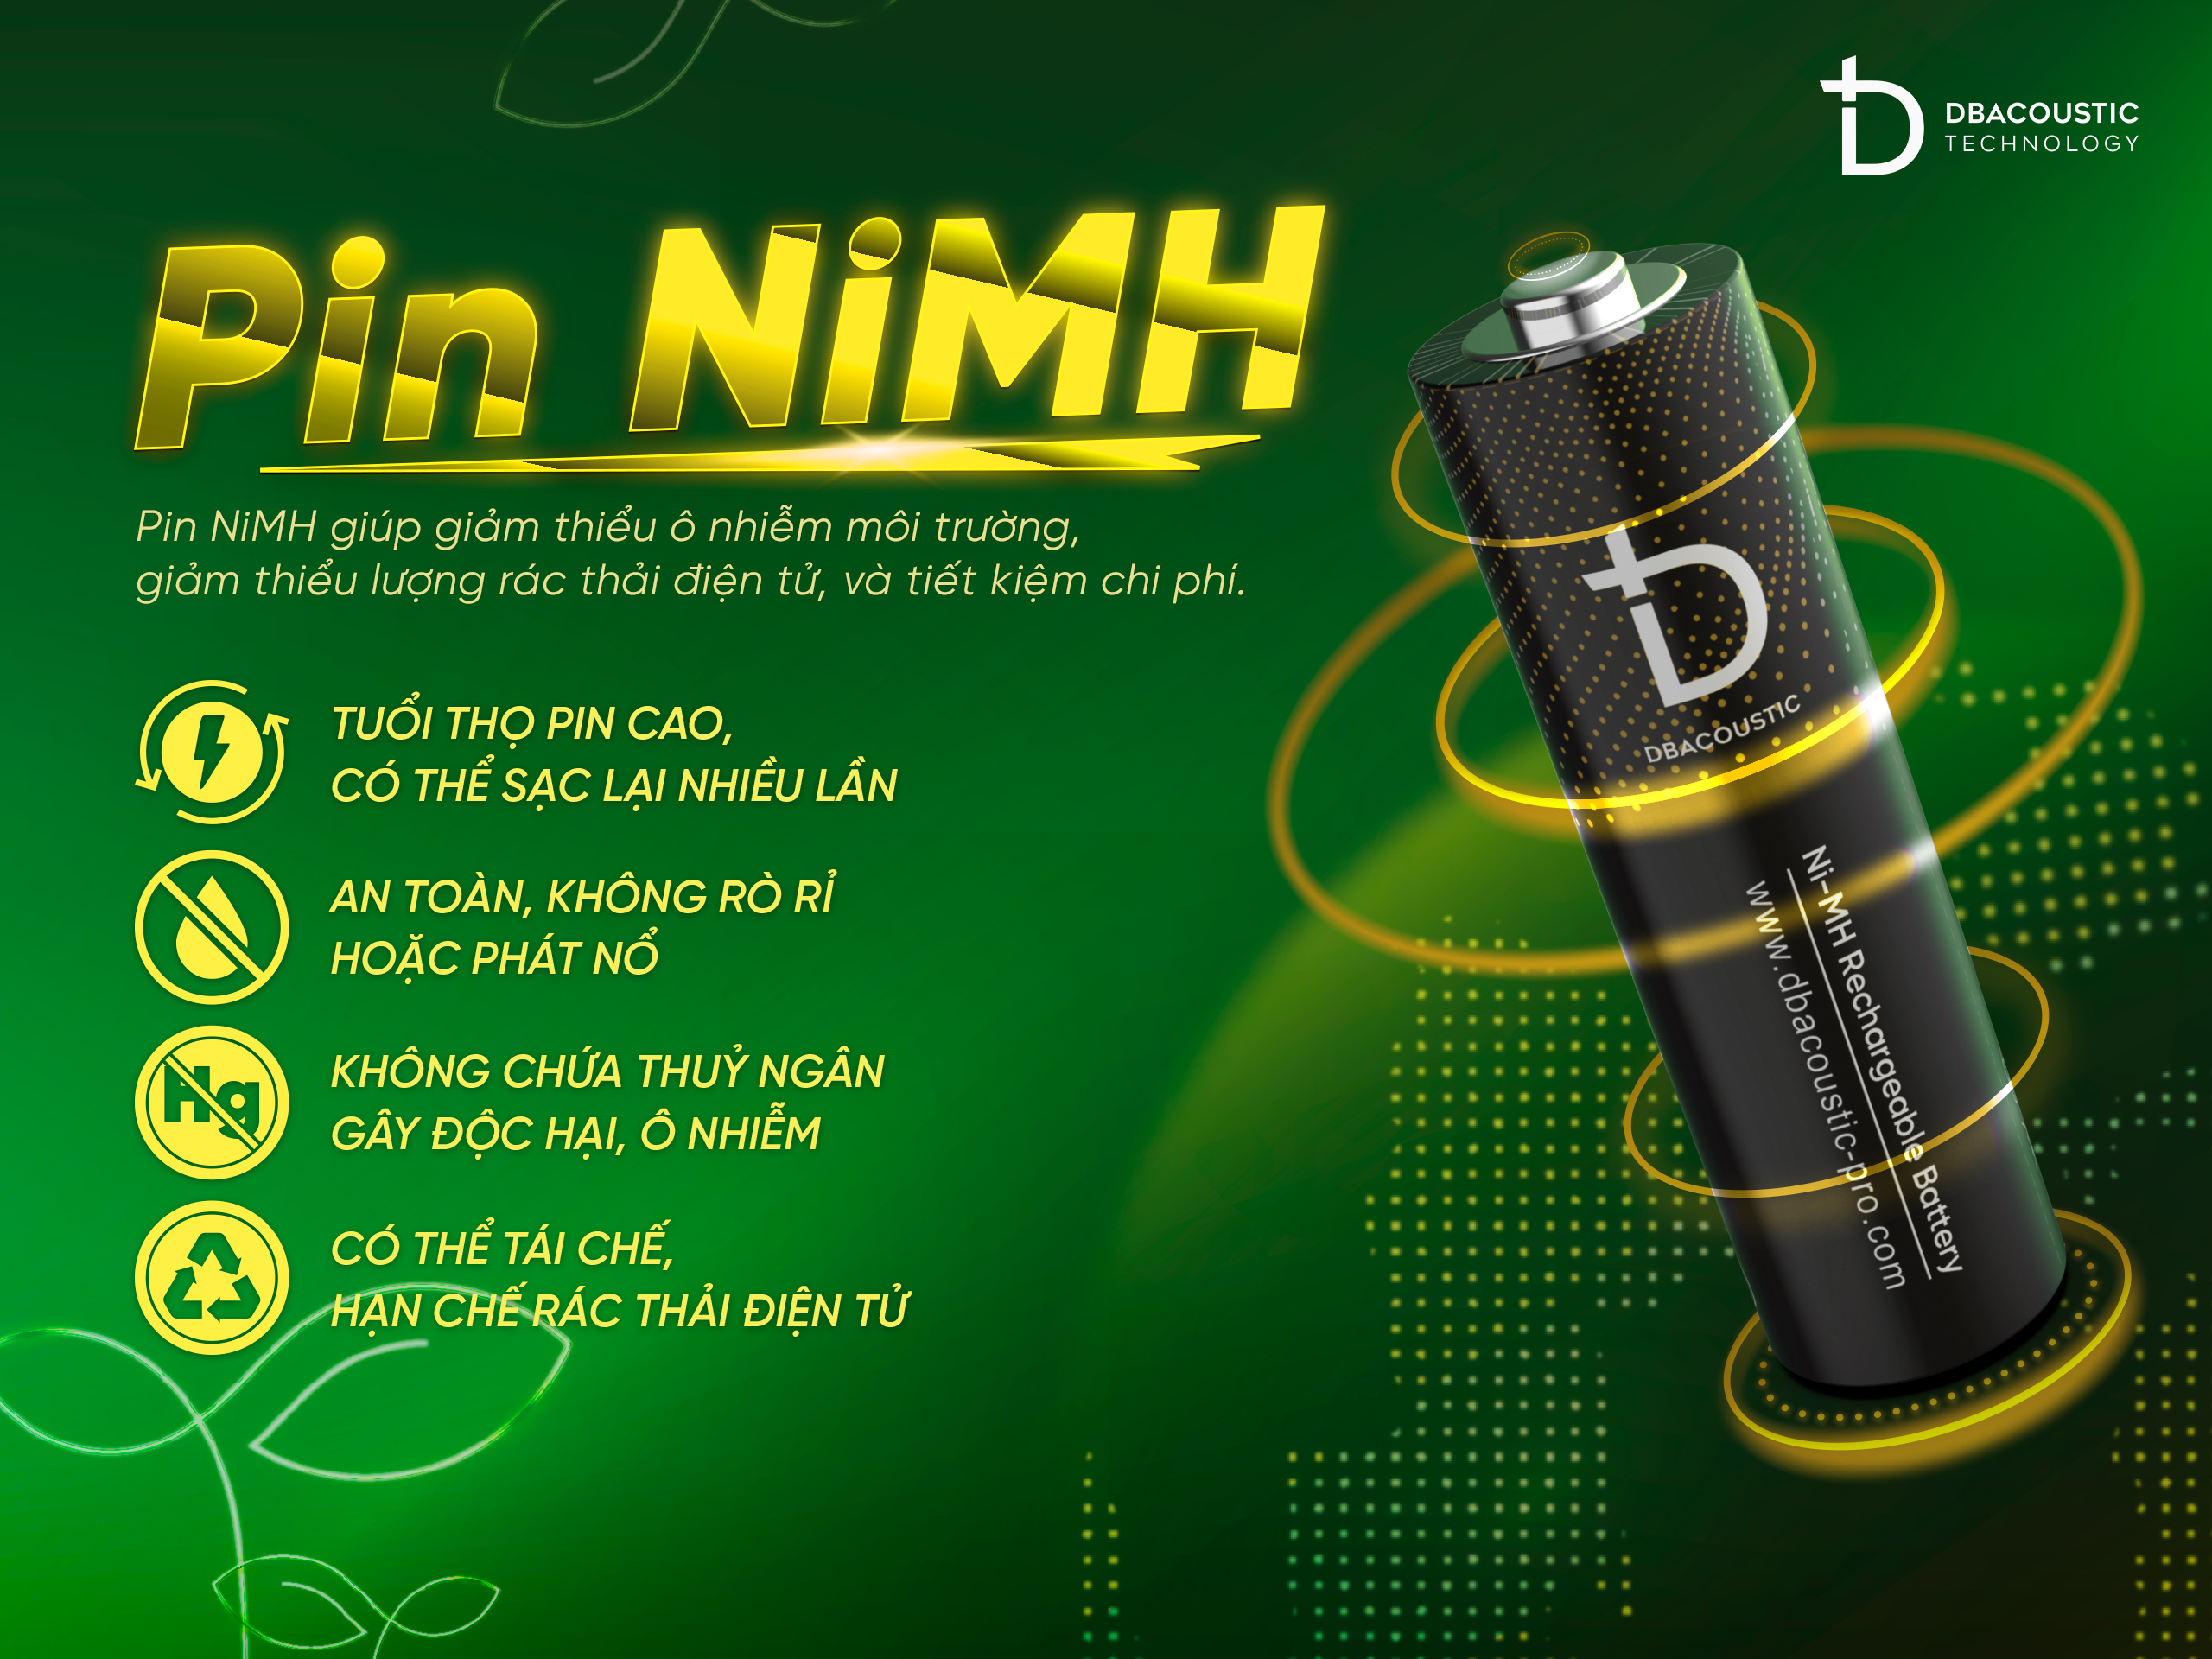 DBACOUSTIC
TECHNOLOGY
Pin NiMH
Pin NiMH giúp giảm thiểu ô nhiễm môi trường,
giảm thiểu lượng rác thải điện tử, và tiết kiệm chi phí.
TUỔI THỌ PIN CAO,
CÓ THỂ SẠC LẠI NHIỀU LẦN
AN TOÀN, KHÔNG RÒ RỈ
HOẶC PHÁT NỔ
Hg
KHÔNG CHỨA THUỶ NGÂN
GÂY ĐỘC HẠI, Ô NHIỄM
CÓ THỂ TÁI CHẾ,
HẠN CHẾ RÁC THẢI ĐIỆN TỬ
DBACOUSTIC
Ni-MH Rechargeable Battery
www.dbacoustic-pro.com